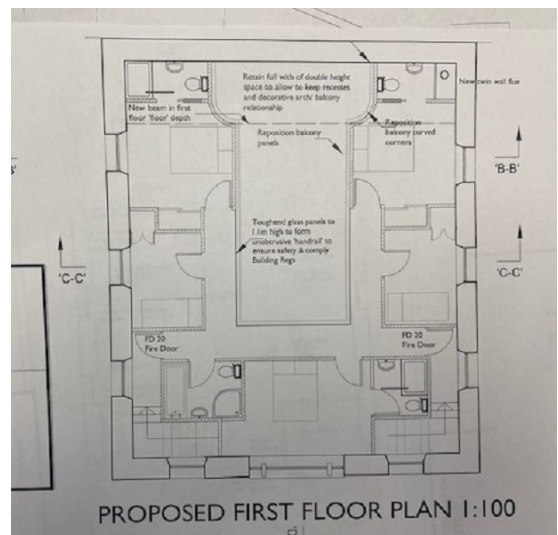 Retain full with of double height
space to allow to keep recesses
and decorative arch/ balcony
relationship
New twin wall flue
New beam in first
floor 'floor' depth
Reposition
balcony curved
corners
Reposition balcony
panels
'B-B'
Toughend glass panels to
1.1m high to form
unobtrusive 'handrail' to
ensure safety & comply
Building Regs
'C-C'
'C-C'
FD 20
Fire Door
FD 20
Fire Door
PROPOSED FIRST FLOOR PLAN 1:100